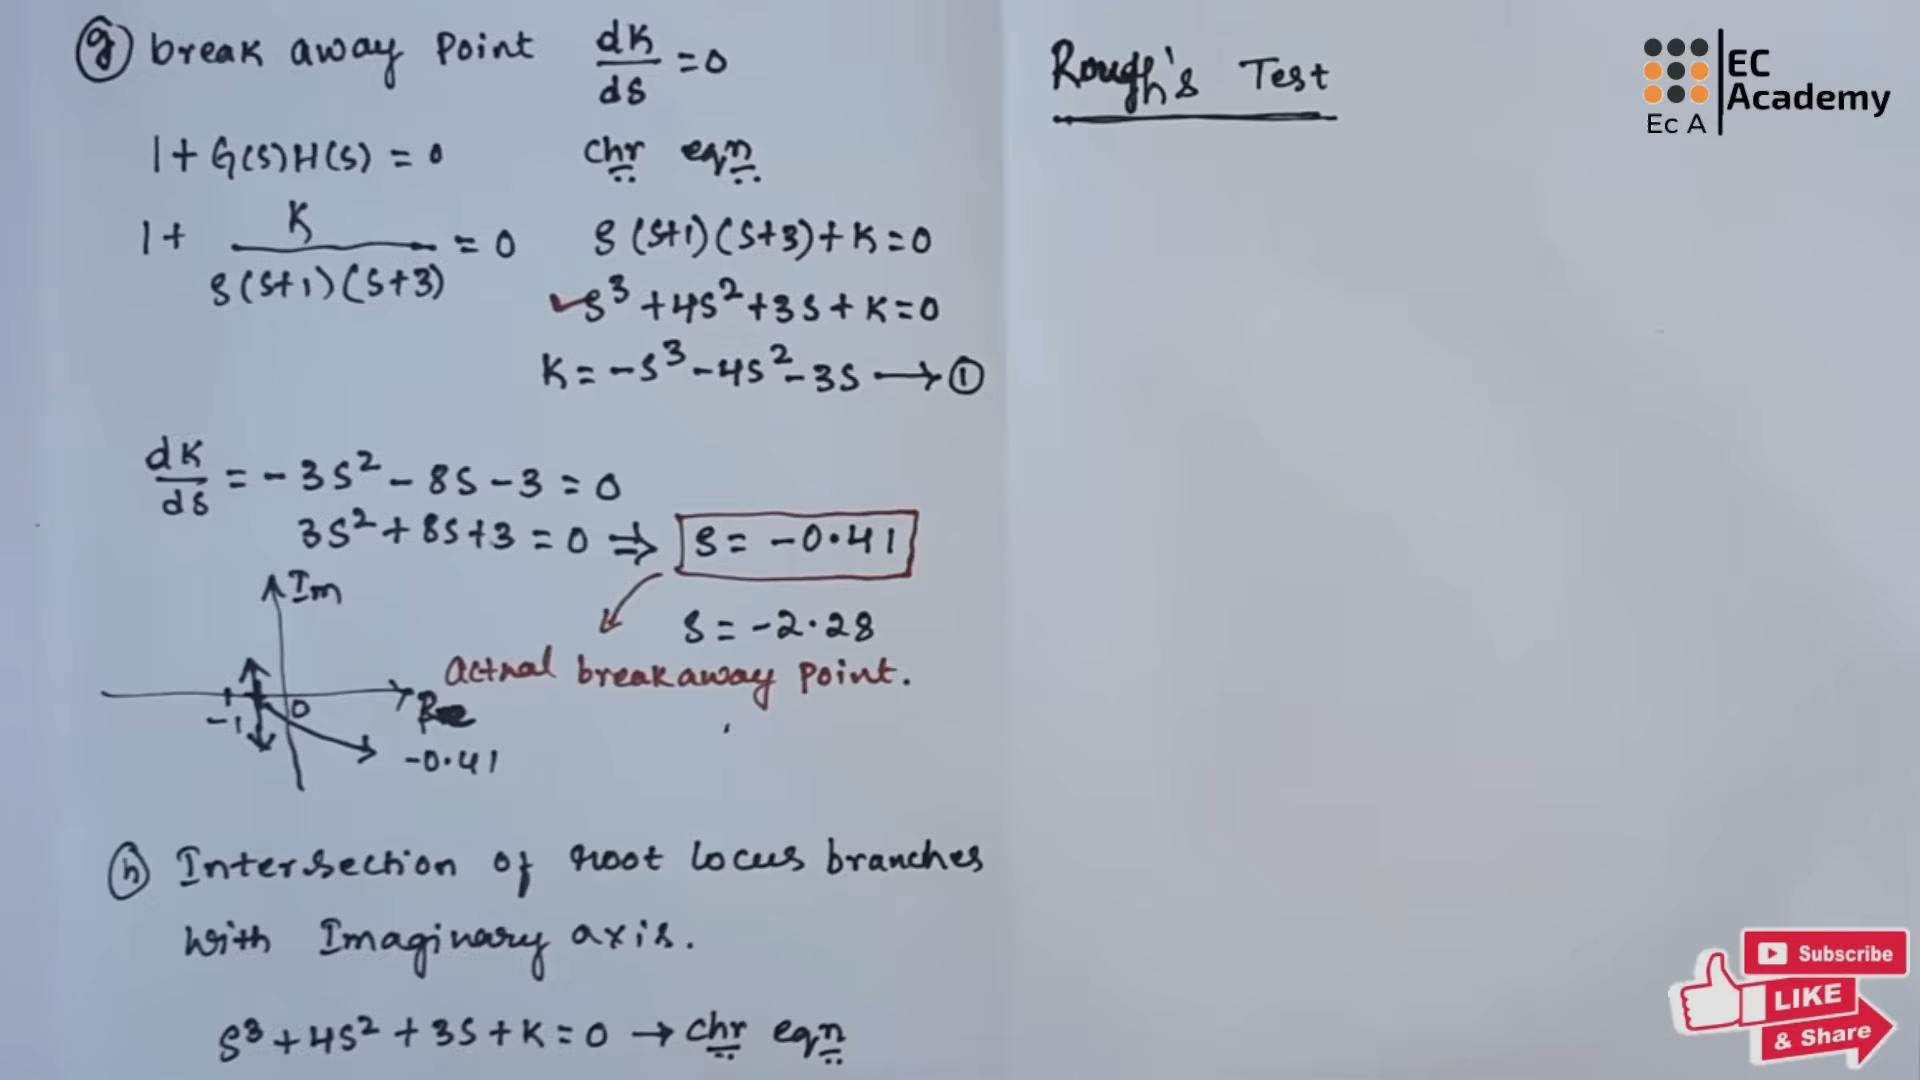 (g) break away Point dK/ds = 0
1 + G(s)H(s) = 0 chr eqn
1 + K/s(s+1)(s+3) = 0
s(s+1)(s+3) + K = 0
s³ + 4s² + 3s + K = 0
K = -s³ - 4s² - 3s → ①
dK/ds = -3s² - 8s - 3 = 0
3s² + 8s + 3 = 0 ⇒ s = -0.41
s = -2.28
Actual breakaway point.
Im
-1 0 Re
-0.41
(h) Intersection of root locus branches
with Imaginary axis.
s³ + 4s² + 3s + K = 0 → chr eqn
Rough's Test
EC
Academy
Ec A
Subscribe
LIKE
& Share